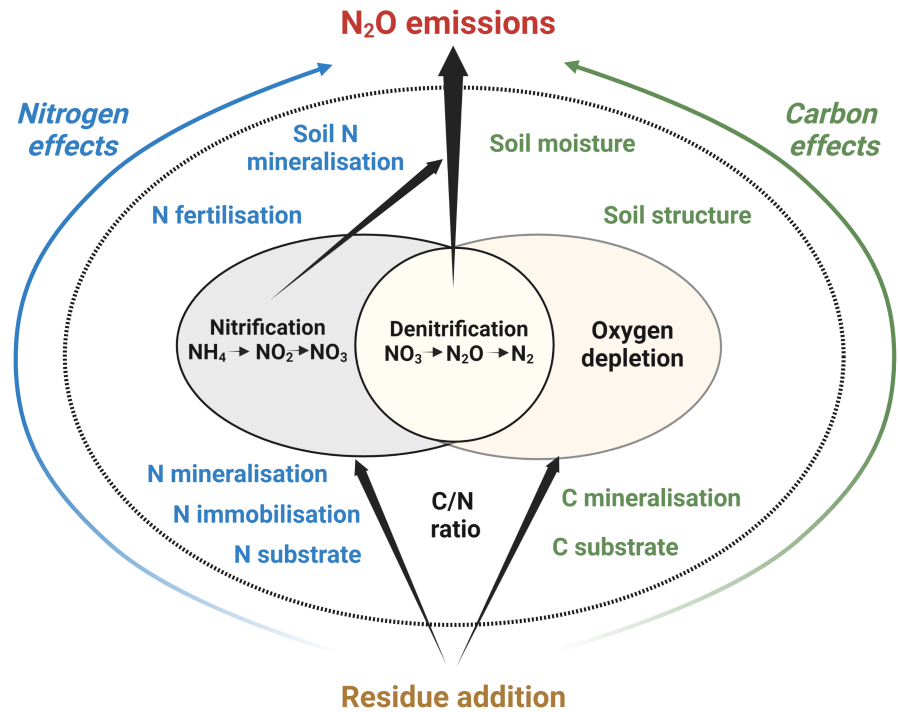 N₂O emissions
Nitrogen
effects
Carbon
effects
Soil N
mineralisation
Soil moisture
N fertilisation
Soil structure
Nitrification
NH₄→ NO₂→NO₃
Denitrification
NO₃→N₂O→N₂
Oxygen
depletion
N mineralisation
N immobilisation
N substrate
C/N
ratio
C mineralisation
C substrate
Residue addition